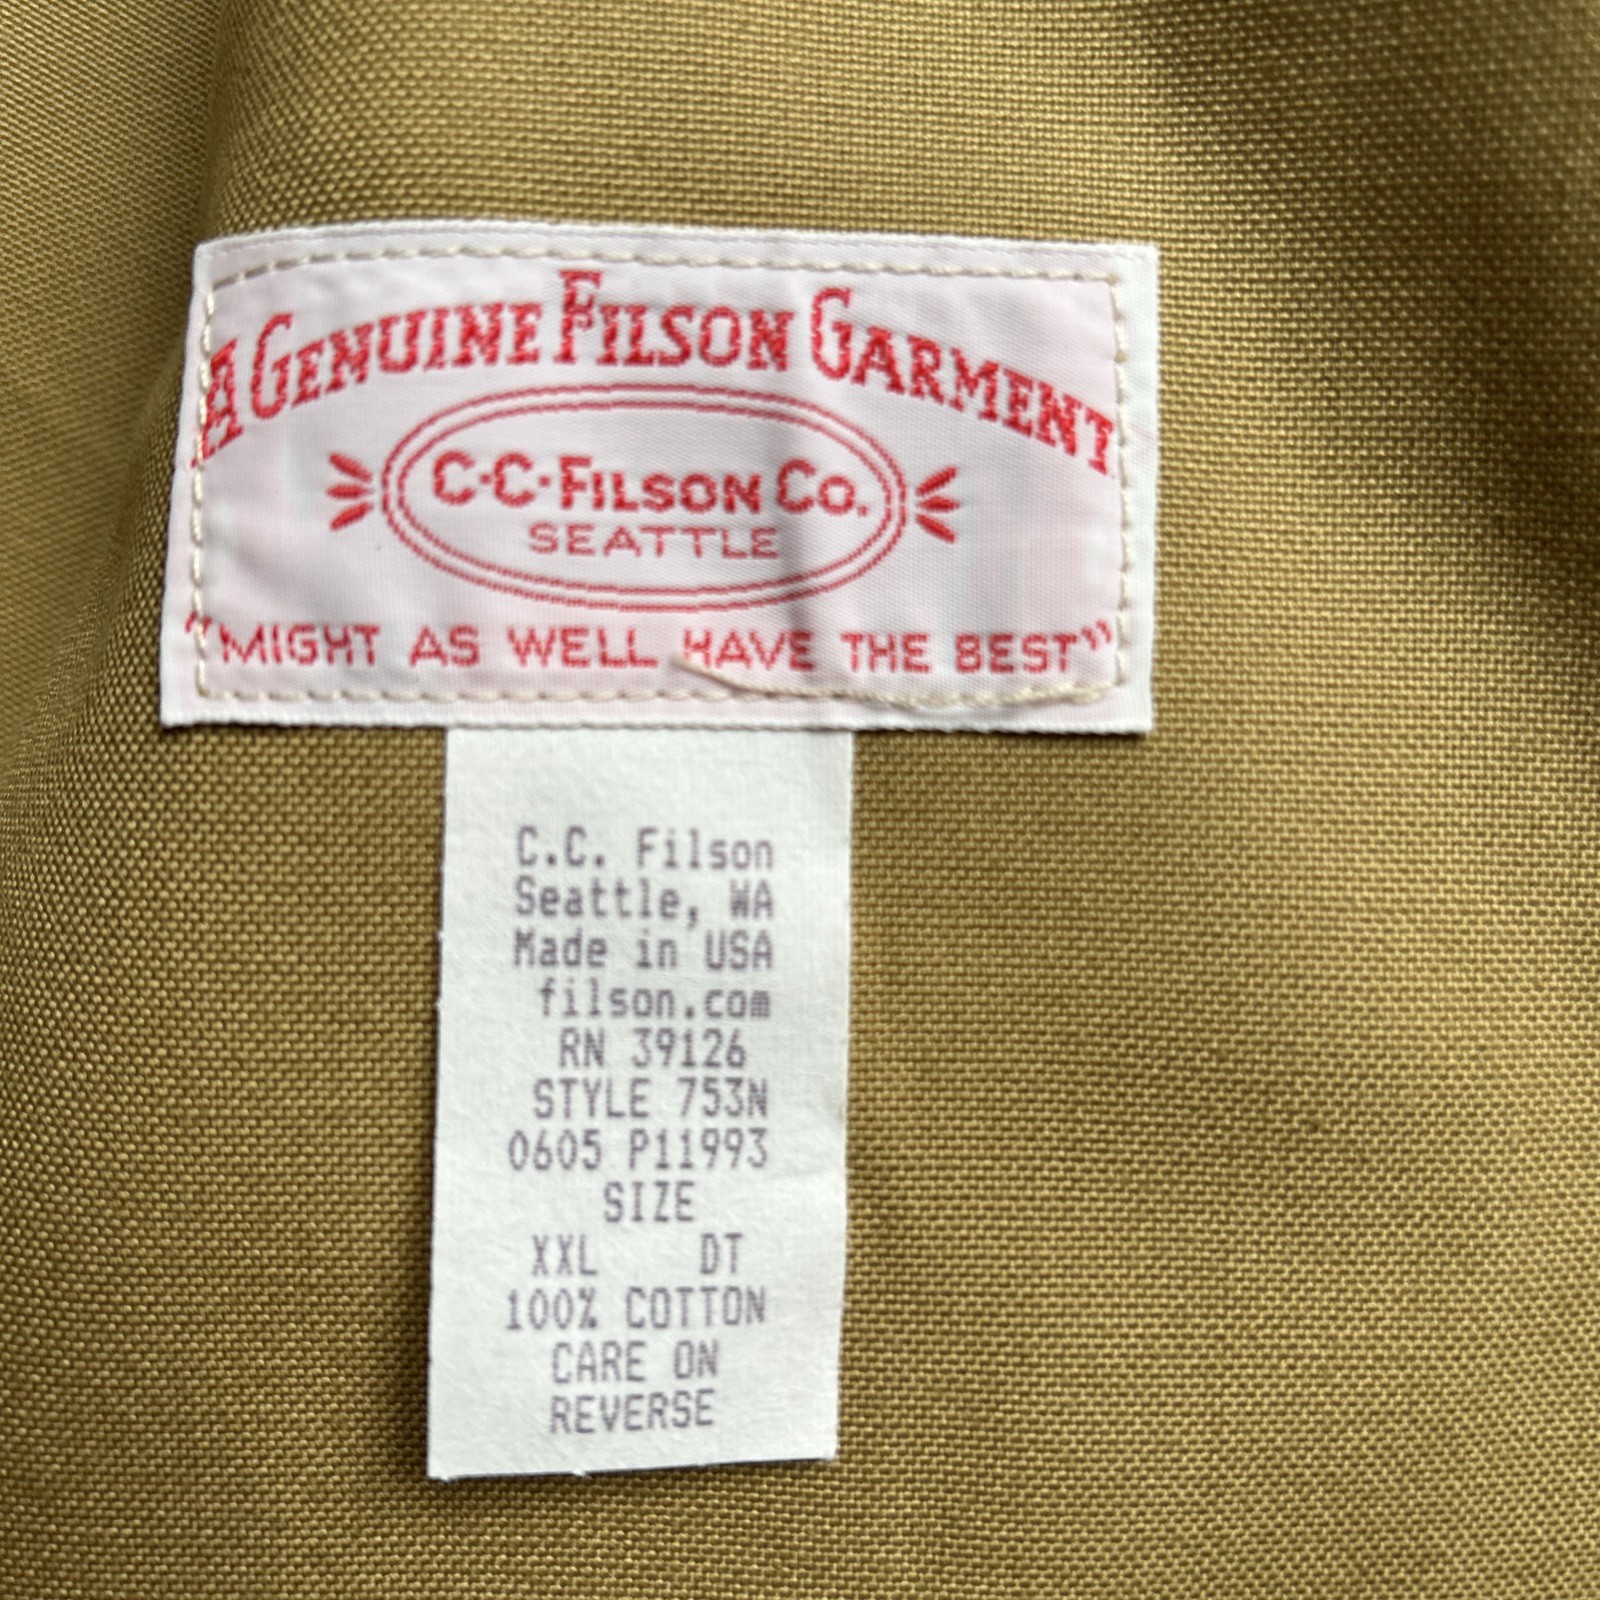 A GENUINE FILSON GARMENT
C·C·FILSON CO.
SEATTLE
"MIGHT AS WELL HAVE THE BEST"
C.C. Filson
Seattle, WA
Made in USA
filson.com
RN 39126
STYLE 753N
0605 P11993
SIZE
XXL DT
100% COTTON
CARE ON
REVERSE